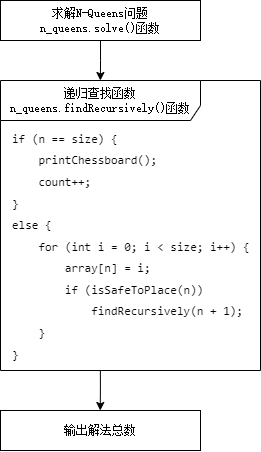 求解N-Queens问题
n_queens.solve()函数
递归查找函数
n_queens.findRecursively()函数
if (n == size) {
    printChessboard();
    count++;
}
else {
    for (int i = 0; i < size; i++) {
        array[n] = i;
        if (isSafeToPlace(n))
            findRecursively(n + 1);
    }
}
输出解法总数